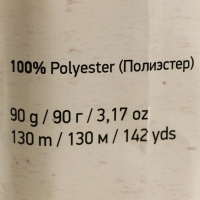 100% Polyester (Полиэстер)
90 g / 90 г / 3,17 oz
130 m / 130 м / 142 yds